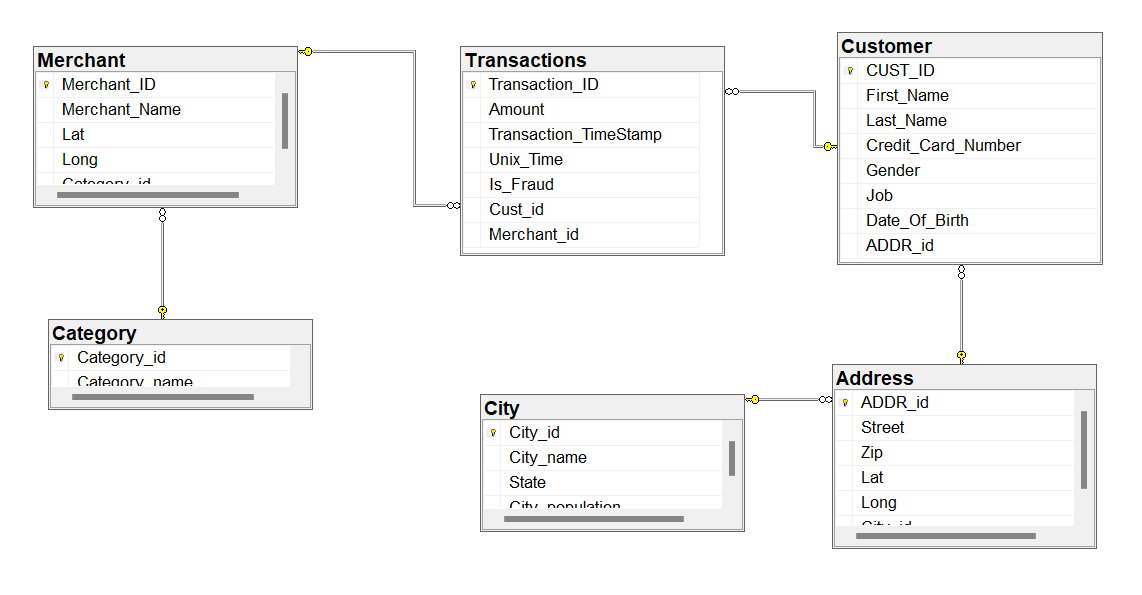 Merchant
Merchant_ID
Merchant_Name
Lat
Long
Category_id
Transactions
Transaction_ID
Amount
Transaction_TimeStamp
Unix_Time
Is_Fraud
Cust_id
Merchant_id
Customer
CUST_ID
First_Name
Last_Name
Credit_Card_Number
Gender
Job
Date_Of_Birth
ADDR_id
Category
Category_id
Category_name
City
City_id
City_name
State
City_population
Address
ADDR_id
Street
Zip
Lat
Long
City_id